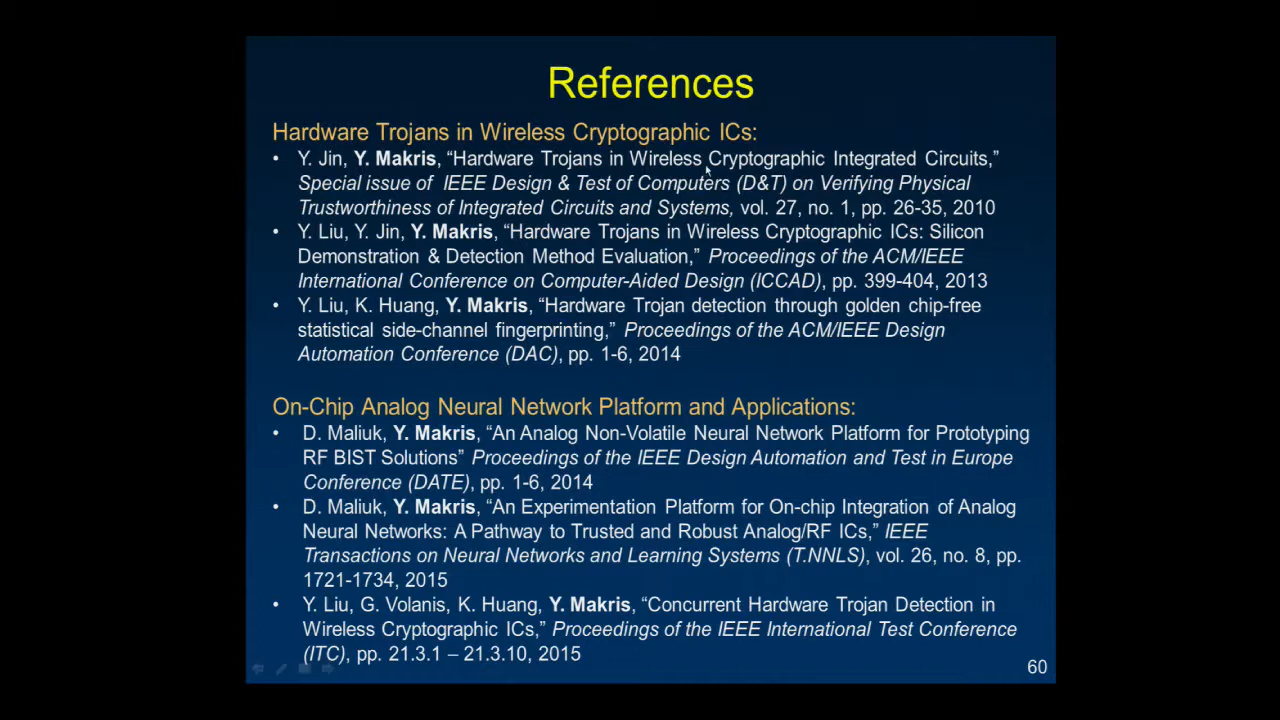 References
Hardware Trojans in Wireless Cryptographic ICs:
• Y. Jin, Y. Makris, “Hardware Trojans in Wireless Cryptographic Integrated Circuits,”
Special issue of IEEE Design & Test of Computers (D&T) on Verifying Physical
Trustworthiness of Integrated Circuits and Systems, vol. 27, no. 1, pp. 26-35, 2010
• Y. Liu, Y. Jin, Y. Makris, “Hardware Trojans in Wireless Cryptographic ICs: Silicon
Demonstration & Detection Method Evaluation,” Proceedings of the ACM/IEEE
International Conference on Computer-Aided Design (ICCAD), pp. 399-404, 2013
• Y. Liu, K. Huang, Y. Makris, “Hardware Trojan detection through golden chip-free
statistical side-channel fingerprinting,” Proceedings of the ACM/IEEE Design
Automation Conference (DAC), pp. 1-6, 2014
On-Chip Analog Neural Network Platform and Applications:
• D. Maliuk, Y. Makris, “An Analog Non-Volatile Neural Network Platform for Prototyping
RF BIST Solutions” Proceedings of the IEEE Design Automation and Test in Europe
Conference (DATE), pp. 1-6, 2014
• D. Maliuk, Y. Makris, “An Experimentation Platform for On-chip Integration of Analog
Neural Networks: A Pathway to Trusted and Robust Analog/RF ICs,” IEEE
Transactions on Neural Networks and Learning Systems (T.NNLS), vol. 26, no. 8, pp.
1721-1734, 2015
• Y. Liu, G. Volanis, K. Huang, Y. Makris, “Concurrent Hardware Trojan Detection in
Wireless Cryptographic ICs,” Proceedings of the IEEE International Test Conference
(ITC), pp. 21.3.1 – 21.3.10, 2015
60